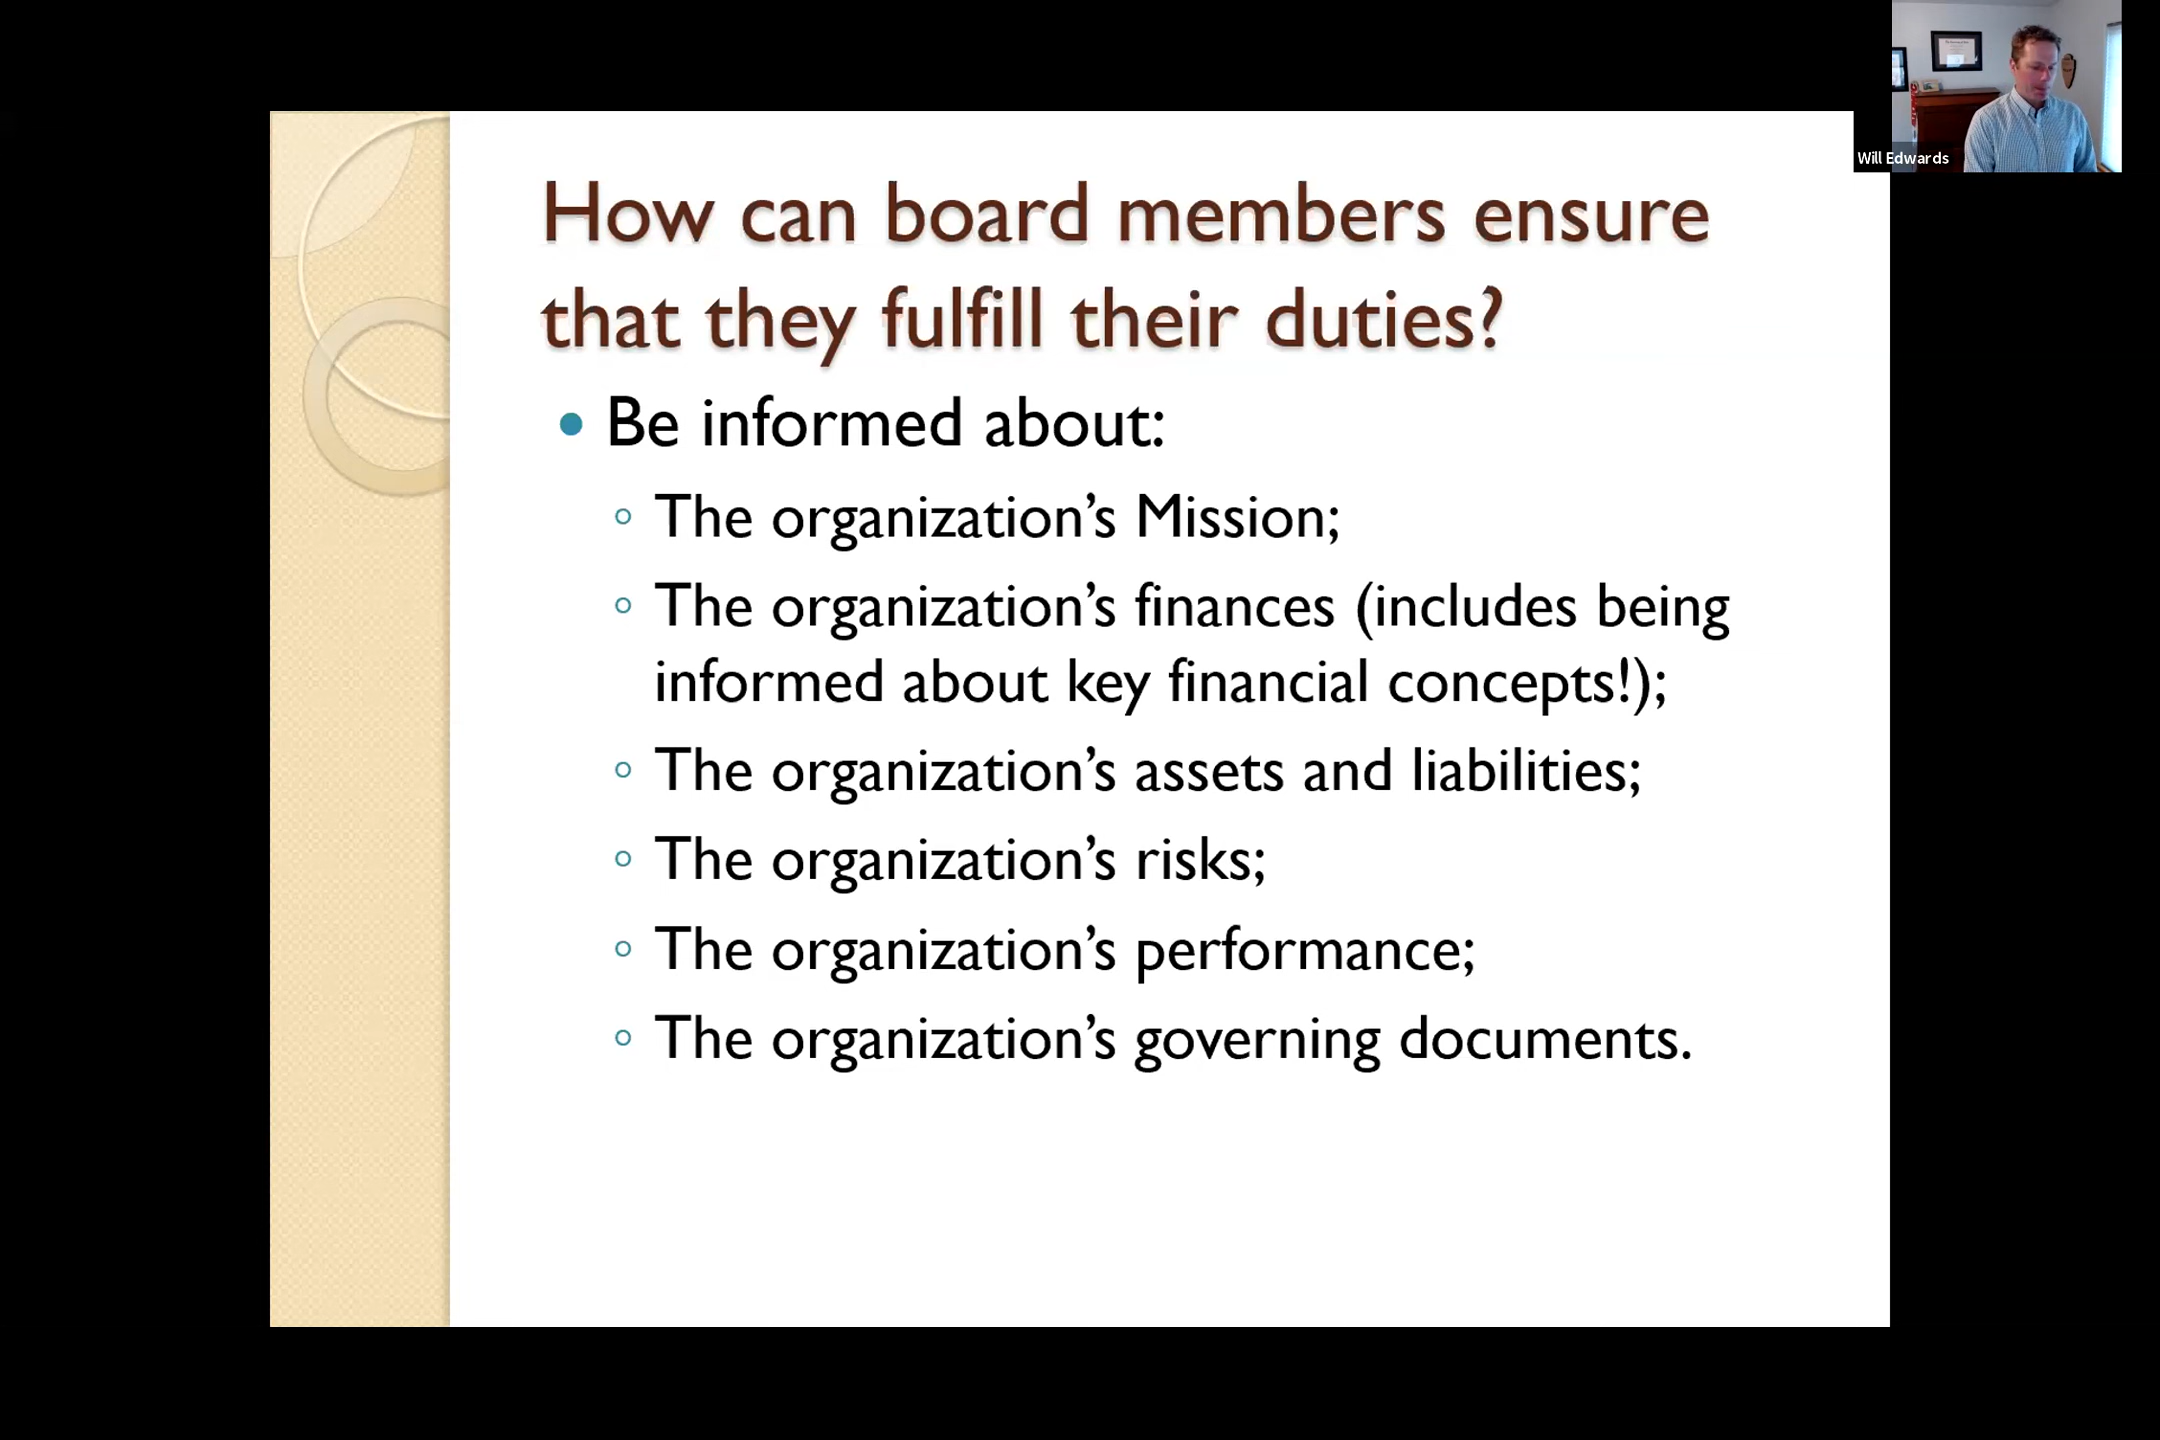 Will Edwards
How can board members ensure
that they fulfill their duties?
• Be informed about:
◦ The organization’s Mission;
◦ The organization’s finances (includes being
informed about key financial concepts!);
◦ The organization’s assets and liabilities;
◦ The organization’s risks;
◦ The organization’s performance;
◦ The organization’s governing documents.